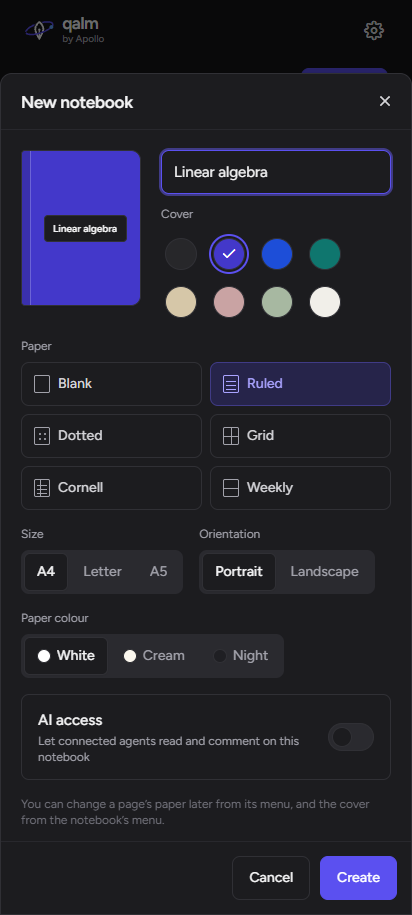 qalm
by Apollo
New notebook
Linear algebra
Linear algebra
Cover
Paper
Blank
Ruled
Dotted
Grid
Cornell
Weekly
Size
Orientation
A4
Letter
A5
Portrait
Landscape
Paper colour
White
Cream
Night
AI access
Let connected agents read and comment on this
notebook
You can change a page's paper later from its menu, and the cover
from the notebook's menu.
Cancel
Create